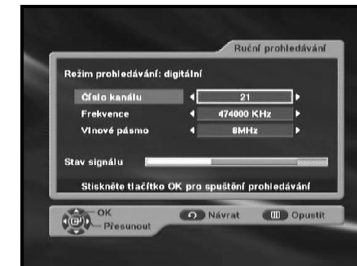 Ruční prohledávání
Režim prohledávání: digitální
Číslo kanálu 21
Frekvence 474000 KHz
Vlnové pásmo 8MHz
Stav signálu
Stiskněte tlačítko OK pro spuštění prohledávání
OK Návrat Opustit
Přesunout